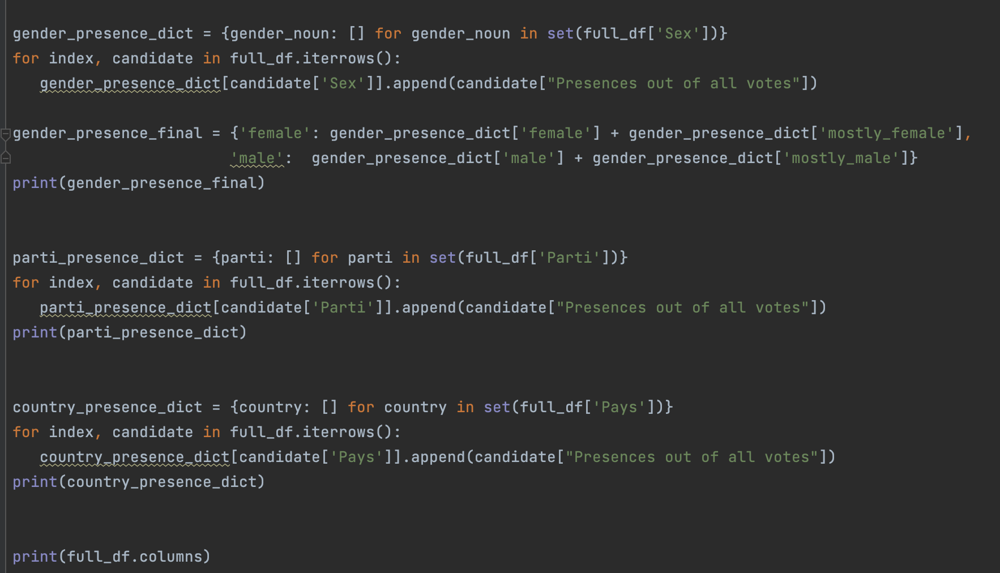 gender_presence_dict = {gender_noun: [] for gender_noun in set(full_df['Sex'])}
for index, candidate in full_df.iterrows():
   gender_presence_dict[candidate['Sex']].append(candidate["Presences out of all votes"])
gender_presence_final = {'female': gender_presence_dict['female'] + gender_presence_dict['mostly_female'],
                        'male':  gender_presence_dict['male'] + gender_presence_dict['mostly_male']}
print(gender_presence_final)
parti_presence_dict = {parti: [] for parti in set(full_df['Parti'])}
for index, candidate in full_df.iterrows():
   parti_presence_dict[candidate['Parti']].append(candidate["Presences out of all votes"])
print(parti_presence_dict)
country_presence_dict = {country: [] for country in set(full_df['Pays'])}
for index, candidate in full_df.iterrows():
   country_presence_dict[candidate['Pays']].append(candidate["Presences out of all votes"])
print(country_presence_dict)
print(full_df.columns)